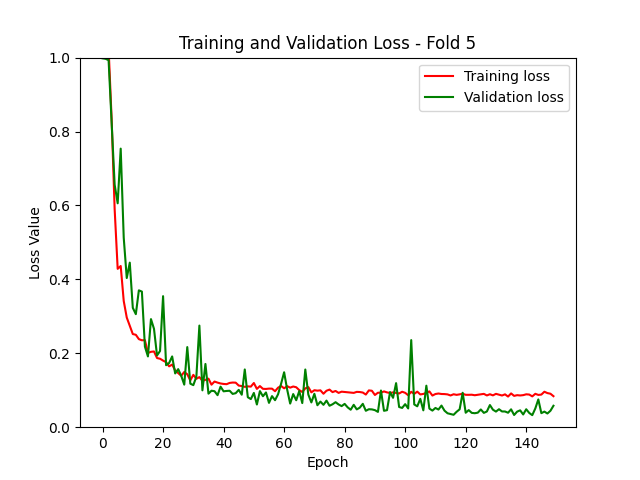 Training and Validation Loss - Fold 5
Training loss
Validation loss
Loss Value
1.0
0.8
0.6
0.4
0.2
0.0
0 20 40 60 80 100 120 140
Epoch